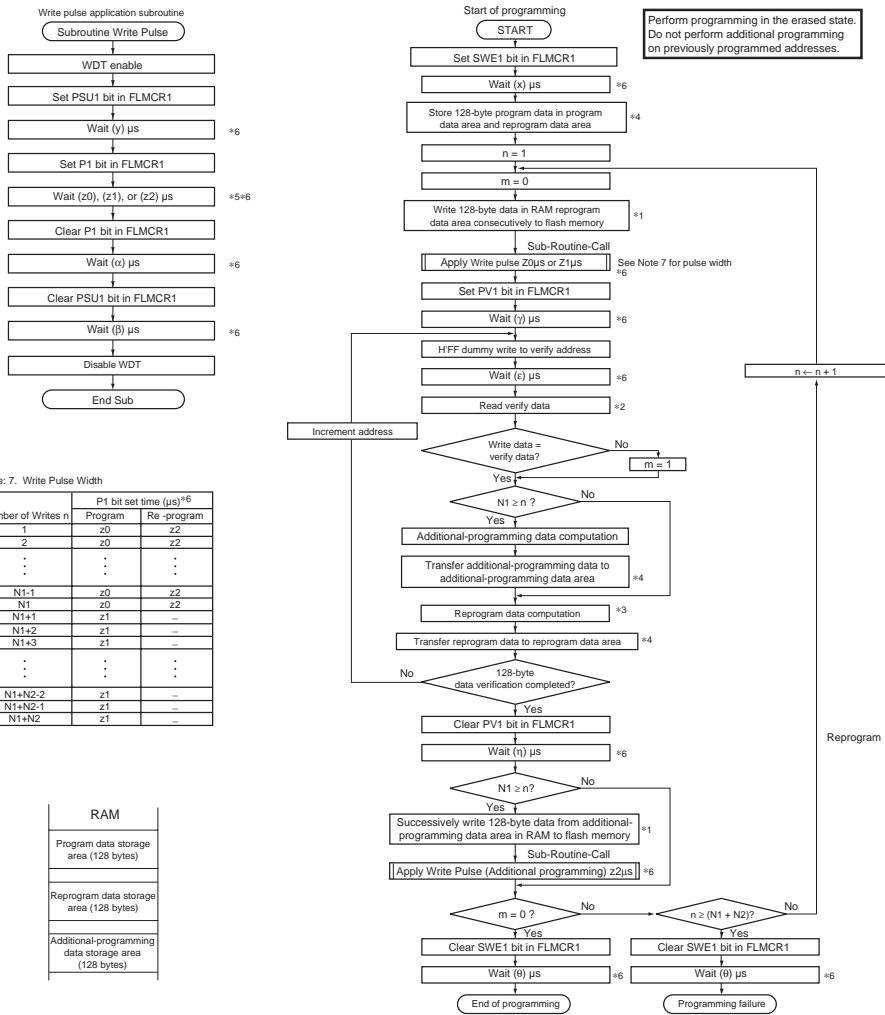 Write pulse application subroutine
Subroutine Write Pulse
WDT enable
Set PSU1 bit in FLMCR1
Wait (y) µs
*6
Set P1 bit in FLMCR1
Wait (z0), (z1), or (z2) µs
*5*6
Clear P1 bit in FLMCR1
Wait (α) µs
*6
Clear PSU1 bit in FLMCR1
Wait (β) µs
*6
Disable WDT
End Sub
e: 7. Write Pulse Width
mber of Writes n
P1 bit set time (µs)*6
Program
Re -program
1 z0 z2
2 z0 z2
N1-1 z0 z2
N1 z0 z2
N1+1 z1 –
N1+2 z1 –
N1+3 z1 –
N1+N2-2 z1 –
N1+N2-1 z1 –
N1+N2 z1 –
RAM
Program data storage
area (128 bytes)
Reprogram data storage
area (128 bytes)
Additional-programming
data storage area
(128 bytes)
Start of programming
START
Set SWE1 bit in FLMCR1
Wait (x) µs
*6
Store 128-byte program data in program
data area and reprogram data area
*4
n = 1
m = 0
Write 128-byte data in RAM reprogram
data area consecutively to flash memory
*1
Sub-Routine-Call
Apply Write pulse Z0µs or Z1µs
See Note 7 for pulse width
*6
Set PV1 bit in FLMCR1
Wait (γ) µs
*6
H'FF dummy write to verify address
Wait (ε) µs
*6
Read verify data
*2
Increment address
Write data =
verify data?
No
m = 1
Yes
N1 ≥ n ?
No
Yes
Additional-programming data computation
Transfer additional-programming data to
additional-programming data area
*4
Reprogram data computation
*3
Transfer reprogram data to reprogram data area
*4
128-byte
data verification completed?
No
Yes
Clear PV1 bit in FLMCR1
Wait (η) µs
*6
N1 ≥ n?
No
Yes
Successively write 128-byte data from additional-
programming data area in RAM to flash memory
*1
Sub-Routine-Call
Apply Write Pulse (Additional programming) z2µs
*6
m = 0 ?
No
Yes
Clear SWE1 bit in FLMCR1
Wait (θ) µs
*6
End of programming
n ≥ (N1 + N2)?
No
Yes
Clear SWE1 bit in FLMCR1
Wait (θ) µs
*6
Programming failure
n ← n + 1
Reprogram
Perform programming in the erased state.
Do not perform additional programming
on previously programmed addresses.